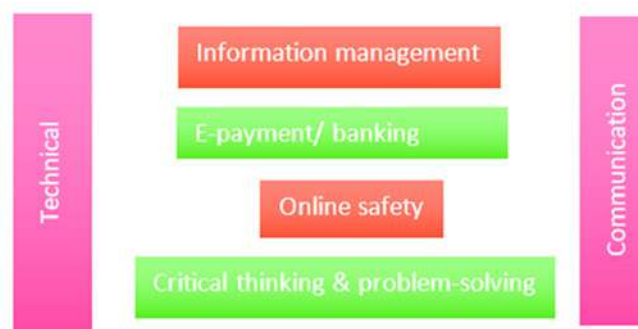 Technical
Information management
E-payment/ banking
Online safety
Critical thinking & problem-solving
Communication